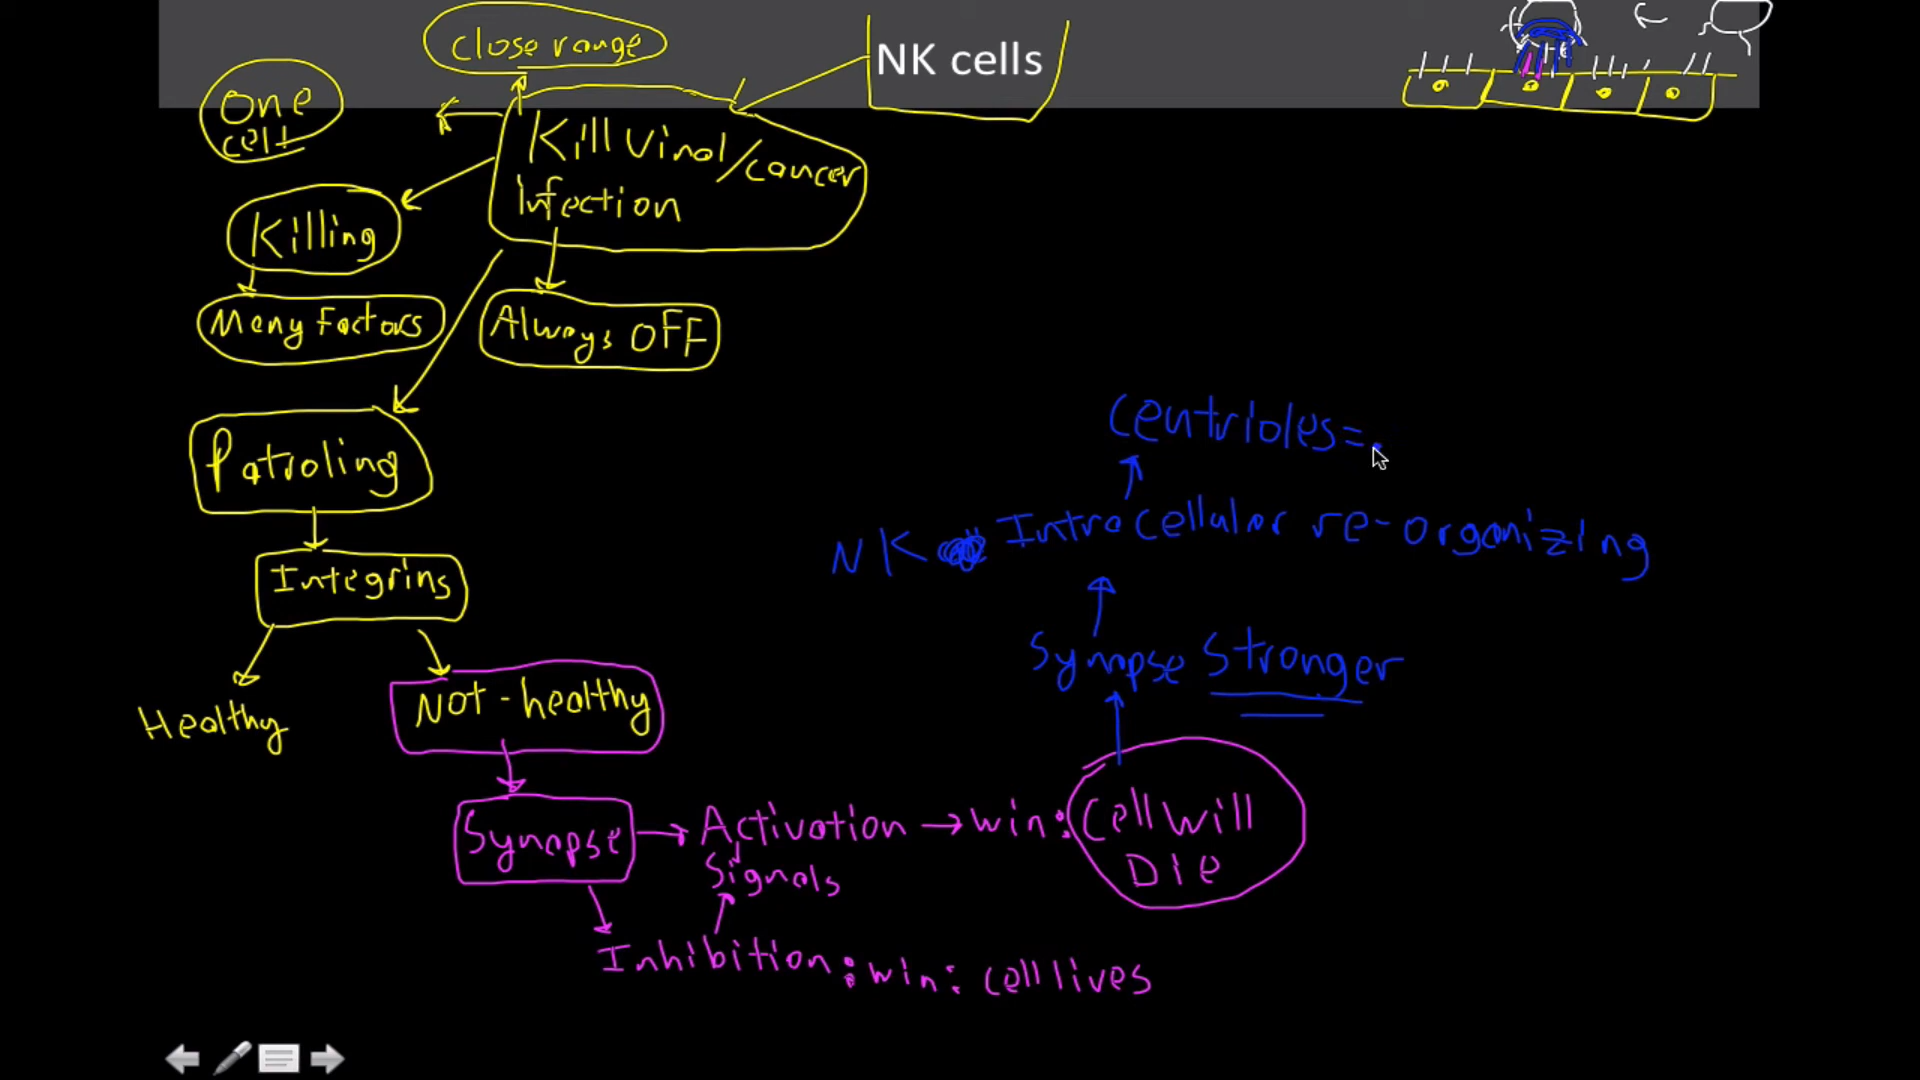 close range
NK cells
one
cell
Kill Viral/cancer
Infection
Killing
Many factors
Always OFF
Patroling
Centrioles=
NK Intracellular re-organizing
Integrins
Synapse Stronger
Healthy
NOT-healthy
Synapse
Activation
win:
Cell Will
Die
Signals
Inhibition: win: cell lives